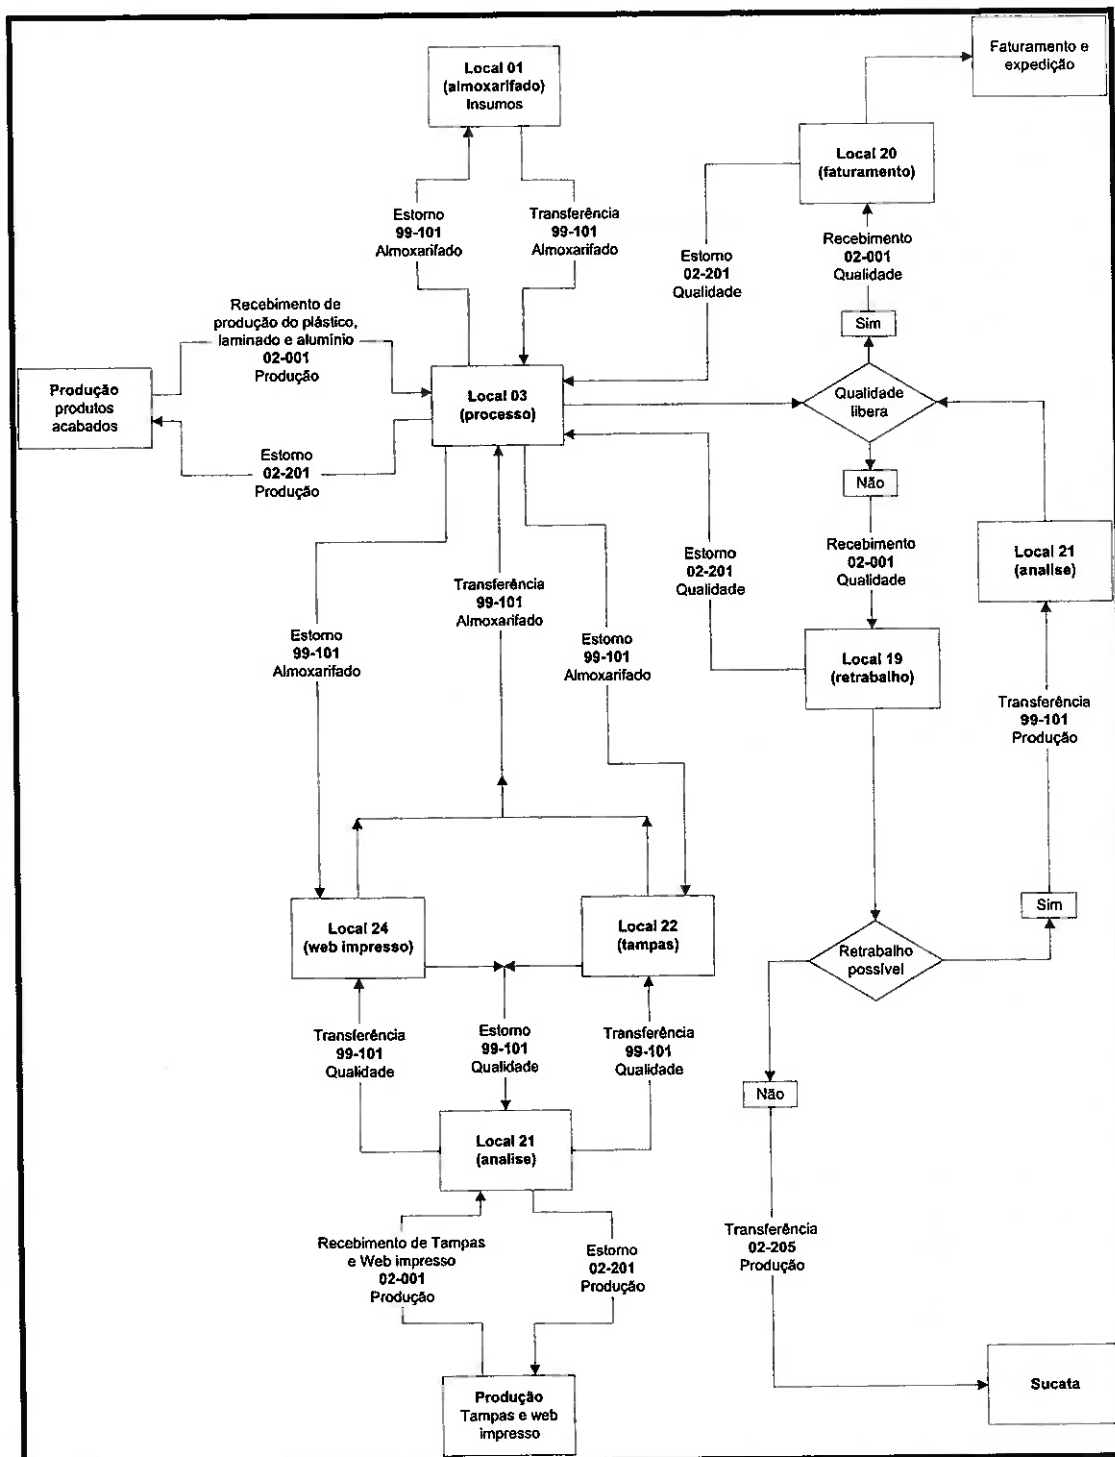 Local 01
(almoxarifado)
Insumos
Faturamento e
expedição
Local 20
(faturamento)
Estorno
99-101
Almoxarifado
Transferência
99-101
Almoxarifado
Estorno
02-201
Qualidade
Recebimento
02-001
Qualidade
Sim
Recebimento de
produção do plástico,
laminado e alumínio
02-001
Produção
Produção
produtos
acabados
Local 03
(processo)
Qualidade
libera
Estorno
02-201
Produção
Não
Estorno
02-201
Qualidade
Recebimento
02-001
Qualidade
Local 21
(analise)
Transferência
99-101
Almoxarifado
Estorno
99-101
Almoxarifado
Estorno
99-101
Almoxarifado
Local 19
(retrabalho)
Transferência
99-101
Produção
Sim
Local 24
(web impresso)
Local 22
(tampas)
Retrabalho
possível
Transferência
99-101
Qualidade
Estorno
99-101
Qualidade
Transferência
99-101
Qualidade
Não
Local 21
(analise)
Recebimento de Tampas
e Web impresso
02-001
Produção
Estorno
02-201
Produção
Transferência
02-205
Produção
Produção
Tampas e web
impresso
Sucata